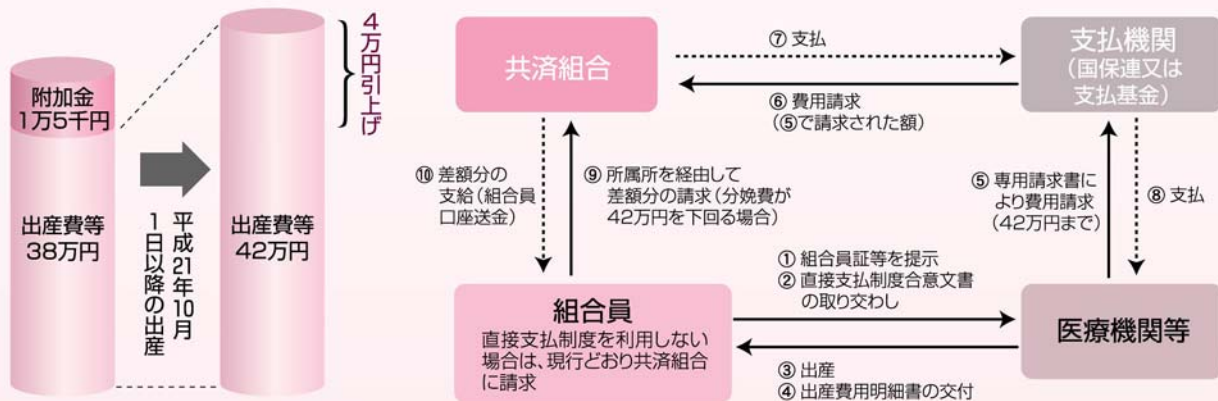 附加金
1万5千円
出産費等
38万円
平成21年10月
1日以降の出産
出産費等
42万円
4万円引上げ
共済組合
⑦ 支払
⑥ 費用請求
(⑤で請求された額)
支払機関
(国保連又は
支払基金)
⑩ 差額分の
支給(組合員
口座送金)
⑨ 所属所を経由して
差額分の請求(分娩費が
42万円を下回る場合)
⑤ 専用請求書に
より費用請求
(42万円まで)
⑧ 支払
① 組合員証等を提示
② 直接支払制度合意文書
の取り交わし
組合員
直接支払制度を利用しない
場合は、現行どおり共済組合
に請求
③ 出産
④ 出産費用明細書の交付
医療機関等